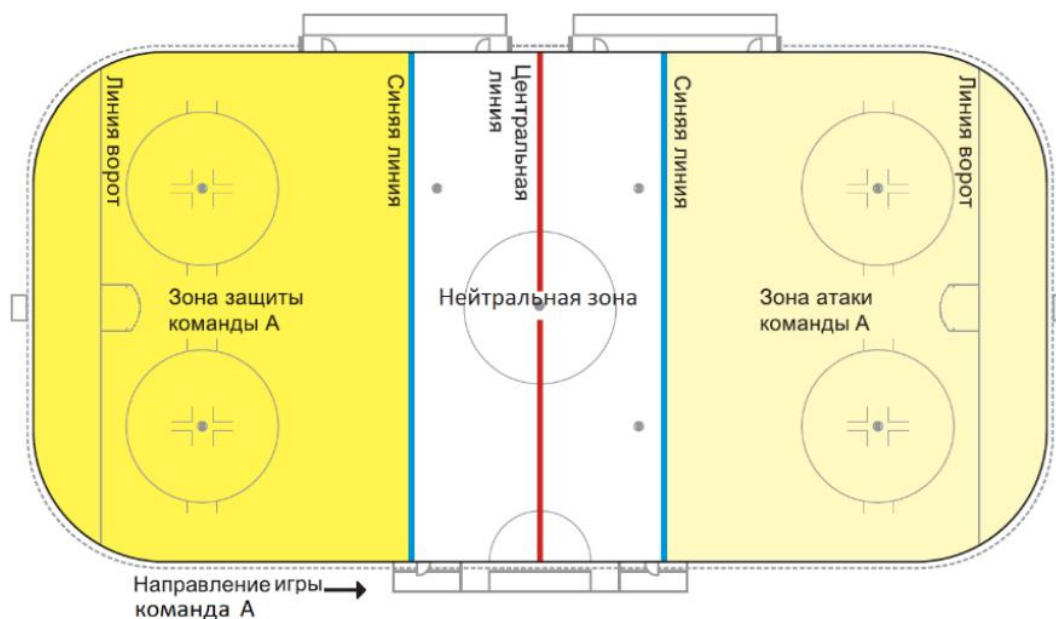 Линия ворот
Синяя линия
Центральная
линия
Синяя линия
Линия ворот
Зона защиты
команды А
Нейтральная зона
Зона атаки
команды А
Направление игры
команда А